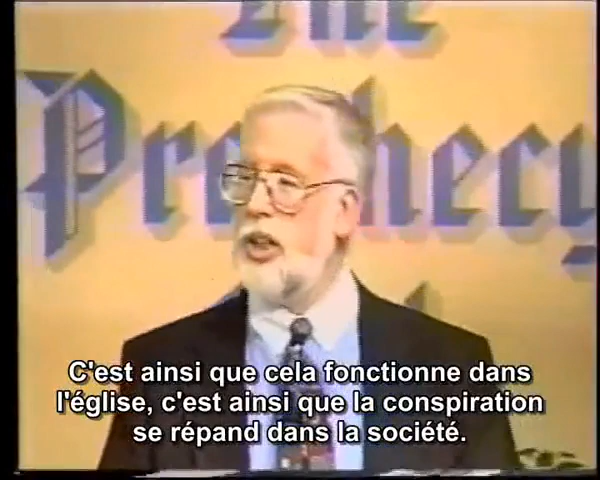 The
Prophecy
C'est ainsi que cela fonctionne dans
l'église, c'est ainsi que la conspiration
se répand dans la société.